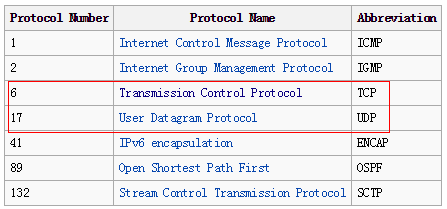 Protocol Number Protocol Name Abbreviation
1 Internet Control Message Protocol ICMP
2 Internet Group Management Protocol IGMP
6 Transmission Control Protocol TCP
17 User Datagram Protocol UDP
41 IPv6 encapsulation ENCAP
89 Open Shortest Path First OSPF
132 Stream Control Transmission Protocol SCTP